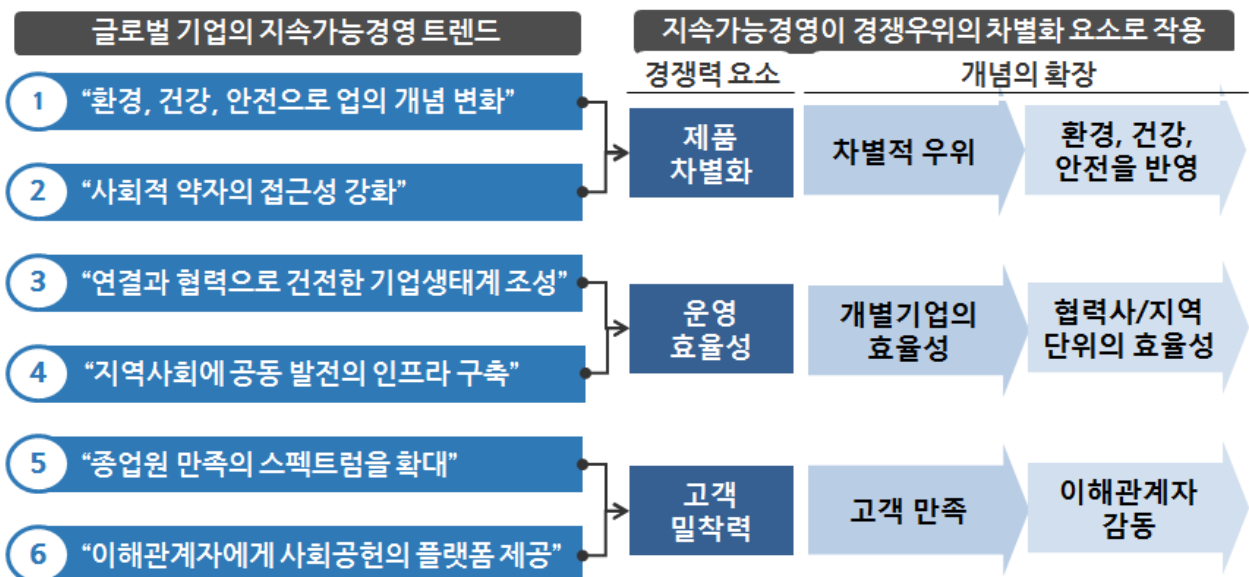 글로벌 기업의 지속가능경영 트렌드
지속가능경영이 경쟁우위의 차별화 요소로 작용
경쟁력 요소
개념의 확장
1 “환경, 건강, 안전으로 업의 개념 변화”
2 “사회적 약자의 접근성 강화”
제품
차별화
차별적 우위
환경, 건강,
안전을 반영
3 “연결과 협력으로 건전한 기업생태계 조성”
4 “지역사회에 공동 발전의 인프라 구축”
운영
효율성
개별기업의
효율성
협력사/지역
단위의 효율성
5 “종업원 만족의 스펙트럼을 확대”
6 “이해관계자에게 사회공헌의 플랫폼 제공”
고객
밀착력
고객 만족
이해관계자
감동